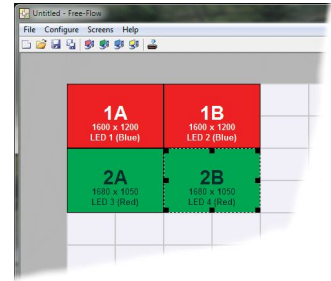 Untitled - Free-Flow
File Configure Screens Help
1A
1600 x 1200
LED 1 (Blue)
1B
1600 x 1200
LED 2 (Blue)
2A
1680 x 1050
LED 3 (Red)
2B
1680 x 1050
LED 4 (Red)